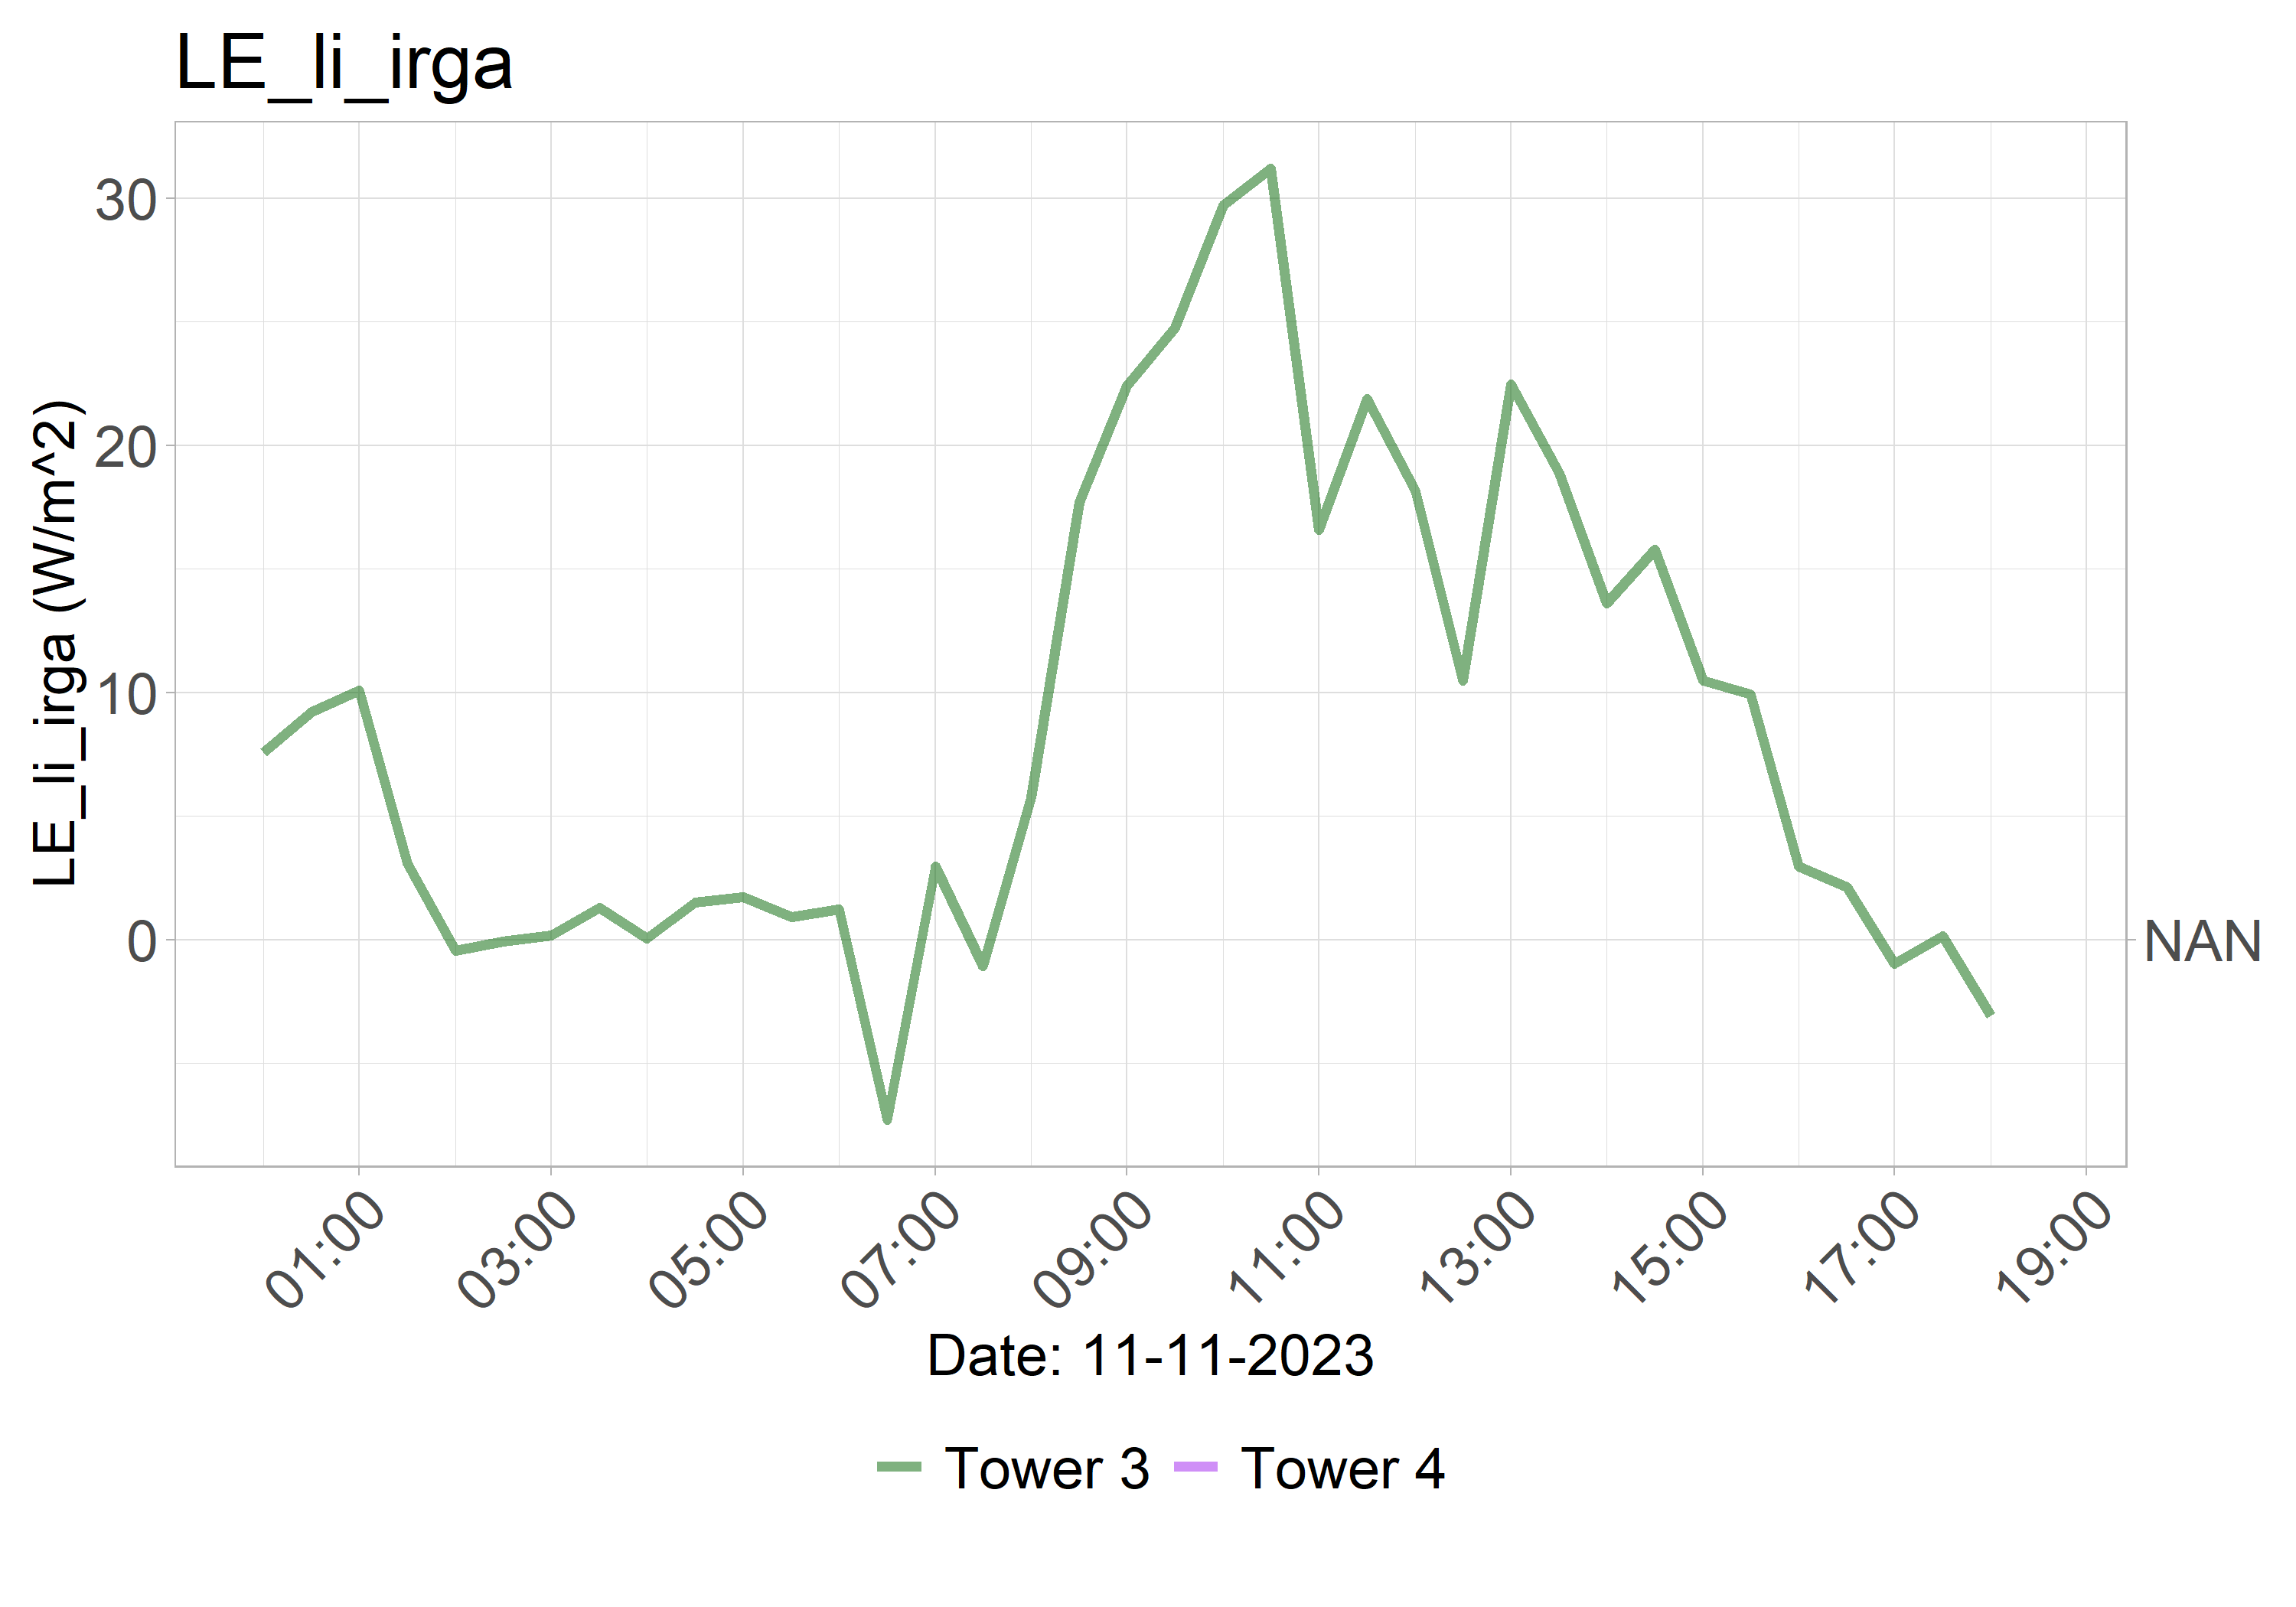 LE_li_irga
LE_li_irga (W/m^2)
30
20
10
0
NAN
01:00 03:00 05:00 07:00 09:00 11:00 13:00 15:00 17:00 19:00
Date: 11-11-2023
Tower 3 Tower 4